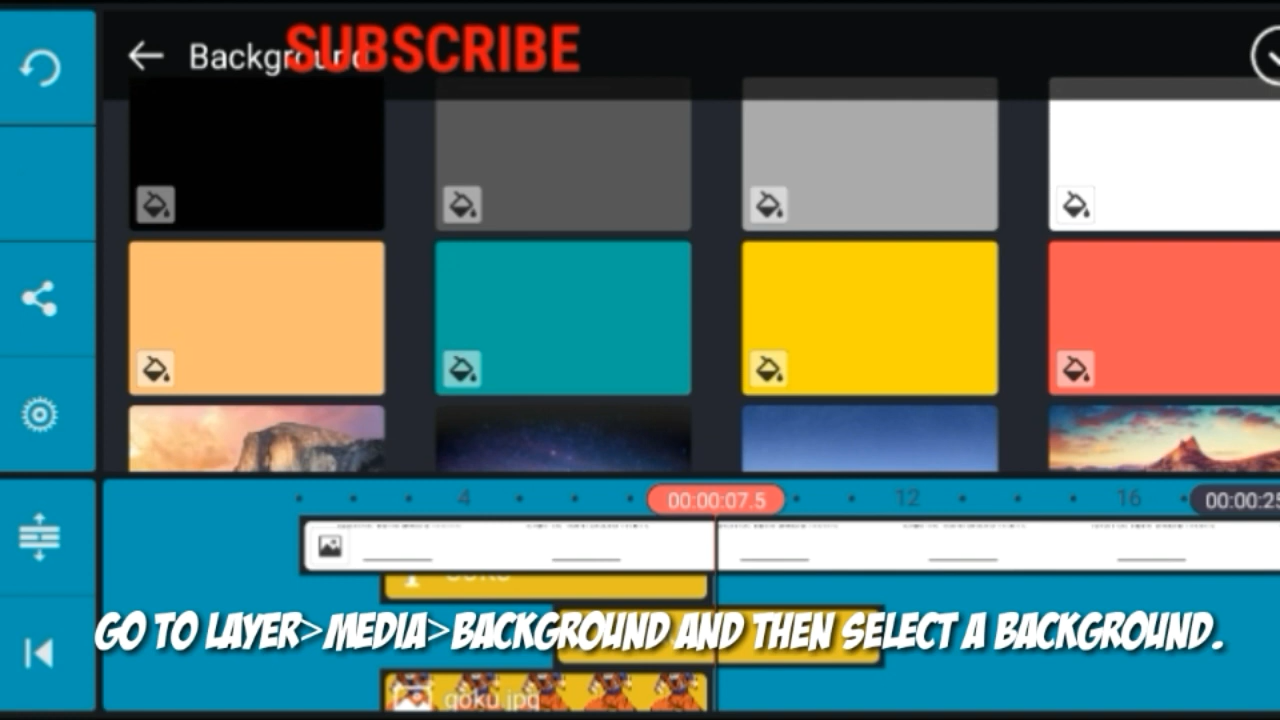 Background
SUBSCRIBE
4
00:00:07.5
12
16
00:00:25
GOKU
GO TO LAYER>MEDIA>BACKGROUND AND THEN SELECT A BACKGROUND.
goku.jpg